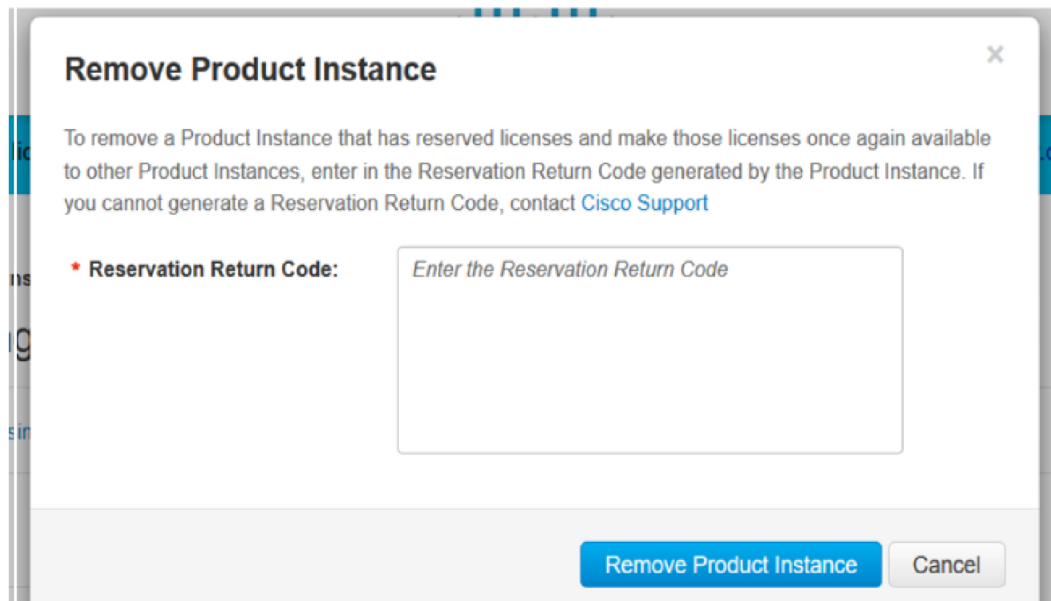 Remove Product Instance
×
To remove a Product Instance that has reserved licenses and make those licenses once again available
to other Product Instances, enter in the Reservation Return Code generated by the Product Instance. If
you cannot generate a Reservation Return Code, contact Cisco Support
* Reservation Return Code:
Enter the Reservation Return Code
Remove Product Instance
Cancel